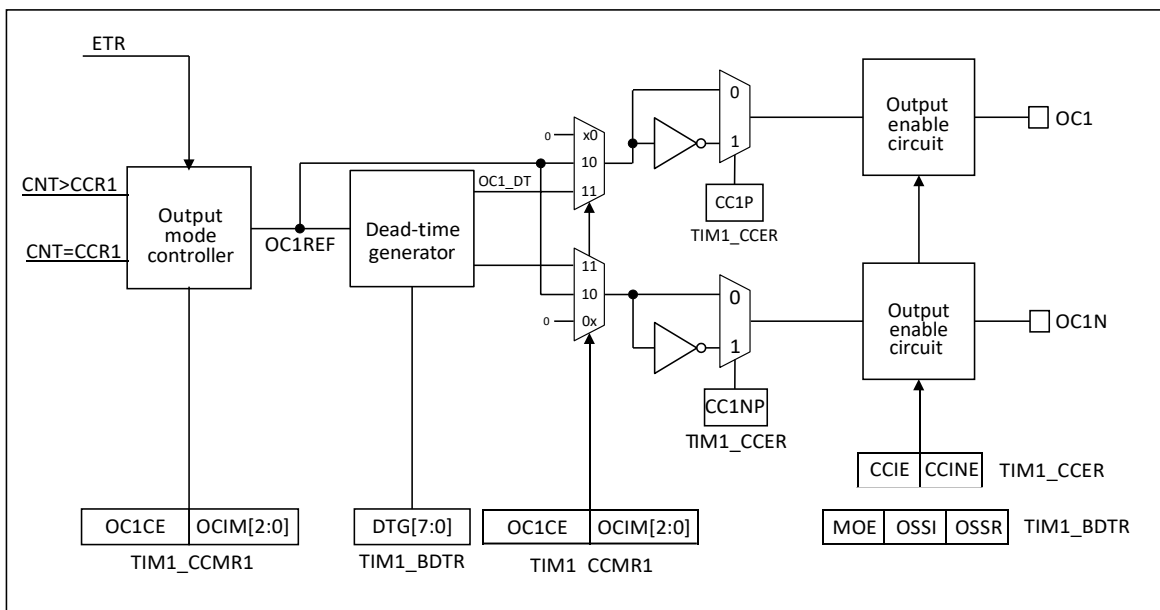 ETR
CNT>CCR1
CNT=CCR1
Output
mode
controller
OC1REF
Dead-time
generator
OC1_DT
0
x0
10
11
11
10
0x
0
0
1
CC1P
TIM1_CCER
0
1
CC1NP
TIM1_CCER
Output
enable
circuit
OC1
Output
enable
circuit
OC1N
CCIE CCINE TIM1_CCER
OC1CE OCIM[2:0]
TIM1_CCMR1
DTG[7:0]
TIM1_BDTR
OC1CE OCIM[2:0]
TIM1 CCMR1
MOE OSSI OSSR TIM1_BDTR